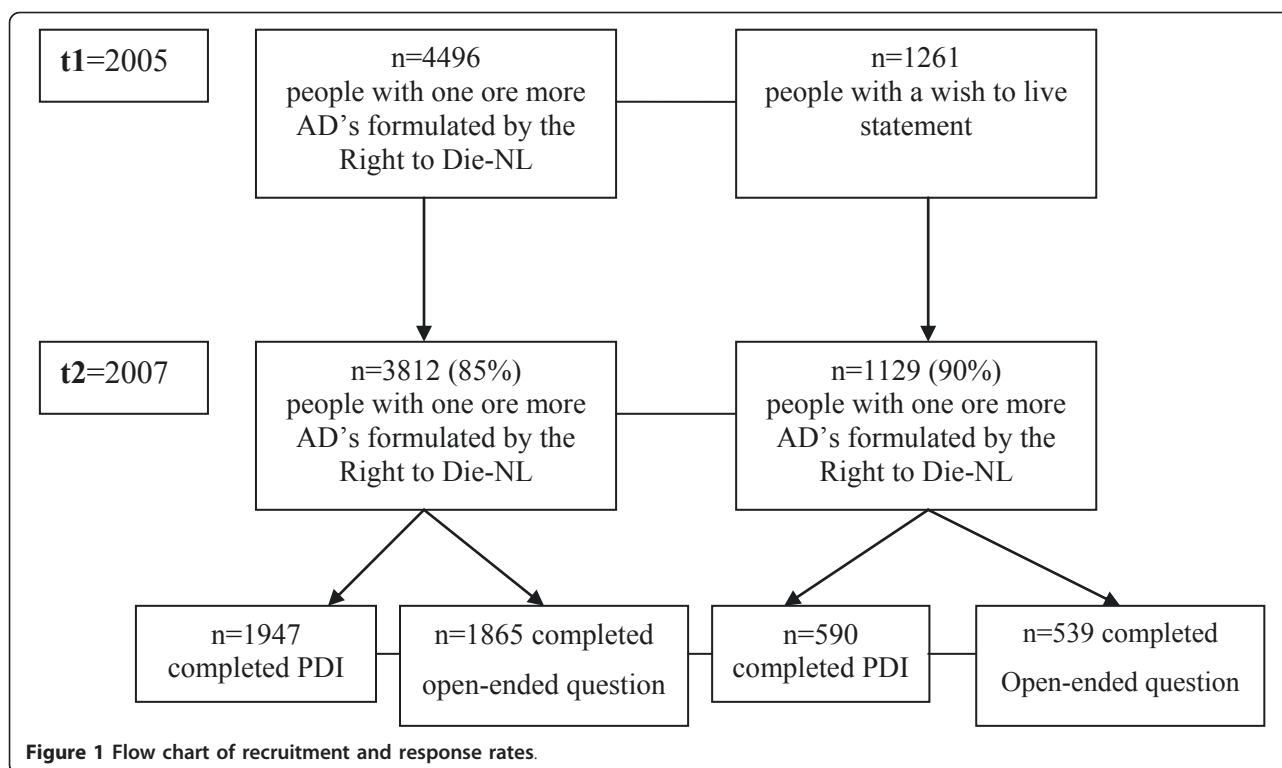 t1=2005
n=4496
people with one ore more
AD's formulated by the
Right to Die-NL
n=1261
people with a wish to live
statement
t2=2007
n=3812 (85%)
people with one ore more
AD's formulated by the
Right to Die-NL
n=1129 (90%)
people with one ore more
AD's formulated by the
Right to Die-NL
n=1947
completed PDI
n=1865 completed
open-ended question
n=590
completed PDI
n=539 completed
Open-ended question
Figure 1 Flow chart of recruitment and response rates.